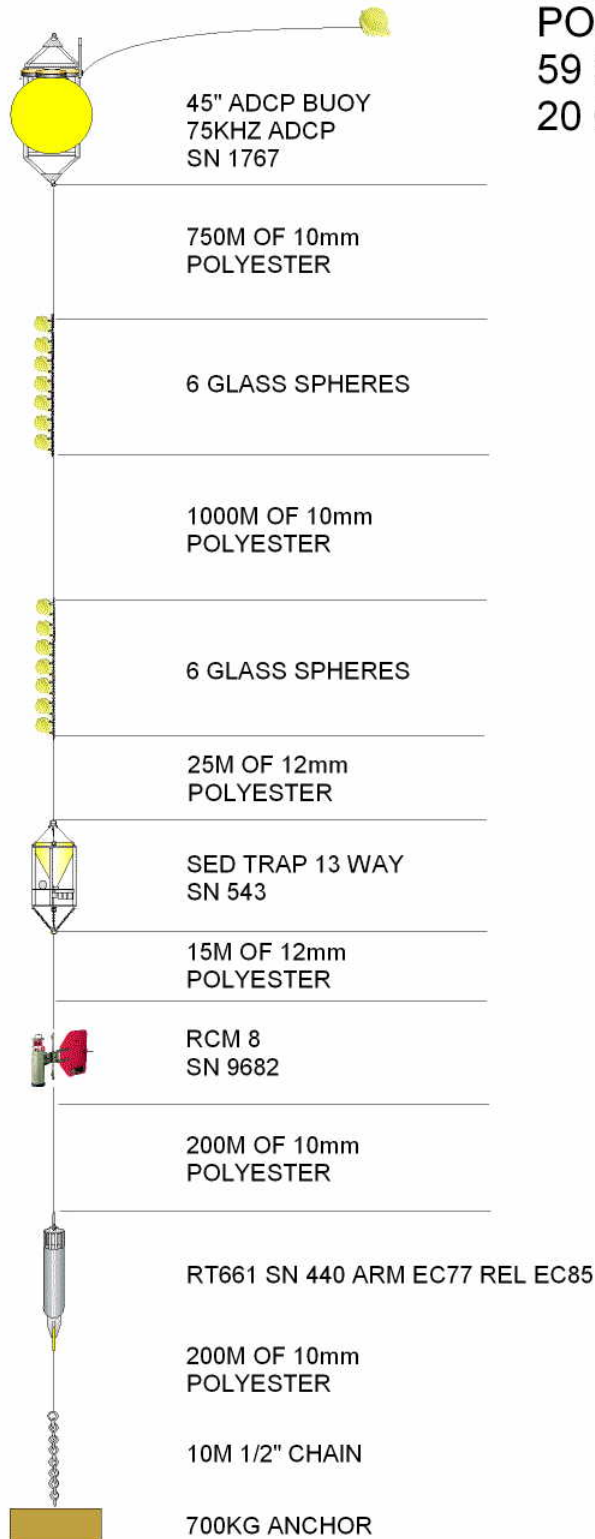 PO
59
20
45" ADCP BUOY
75KHZ ADCP
SN 1767
750M OF 10mm
POLYESTER
6 GLASS SPHERES
1000M OF 10mm
POLYESTER
6 GLASS SPHERES
25M OF 12mm
POLYESTER
SED TRAP 13 WAY
SN 543
15M OF 12mm
POLYESTER
RCM 8
SN 9682
200M OF 10mm
POLYESTER
RT661 SN 440 ARM EC77 REL EC85
200M OF 10mm
POLYESTER
10M 1/2" CHAIN
700KG ANCHOR